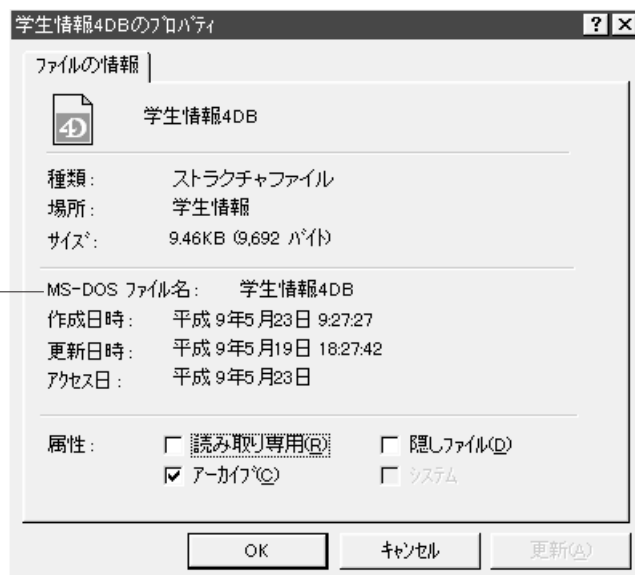 学生情報4DBのﾌﾟﾛﾊﾟﾃｨ
ﾌｧｲﾙの情報
4D
学生情報4DB
種類: ストラクチャファイル
場所: 学生情報
ｻｲｽﾞ: 9.46KB (9,692 ﾊﾞｲﾄ)
MS-DOS ﾌｧｲﾙ名: 学生情報4DB
作成日時: 平成 9年5月23日 9:27:27
更新日時: 平成 9年5月19日 18:27:42
ｱｸｾｽ日: 平成 9年5月23日
属性: 読み取り専用(R) 隠しﾌｧｲﾙ(D)
ｱｰｶｲﾌﾞ(C) ｼｽﾃﾑ
OK ｷｬﾝｾﾙ 更新(A)